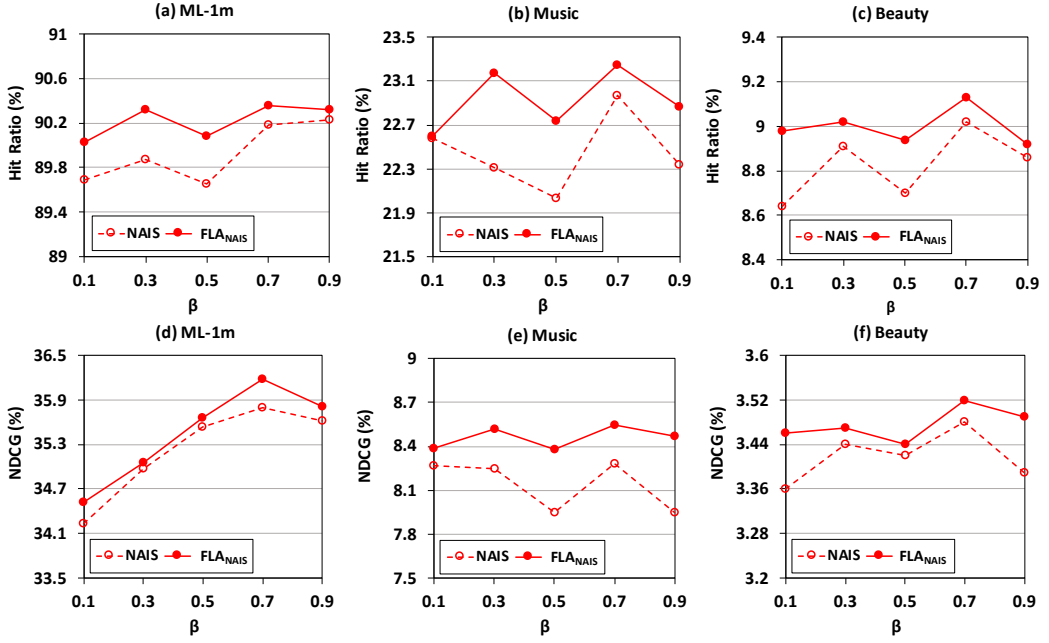 (a) ML-1m
Hit Ratio (%)
91
90.6
90.2
89.8
89.4
89
NAIS
FLA_NAIS
0.1 0.3 0.5 0.7 0.9
β
(b) Music
Hit Ratio (%)
23.5
23.1
22.7
22.3
21.9
21.5
NAIS
FLA_NAIS
0.1 0.3 0.5 0.7 0.9
β
(c) Beauty
Hit Ratio (%)
9.4
9.2
9
8.8
8.6
8.4
NAIS
FLA_NAIS
0.1 0.3 0.5 0.7 0.9
β
(d) ML-1m
NDCG (%)
36.5
35.9
35.3
34.7
34.1
33.5
NAIS
FLA_NAIS
0.1 0.3 0.5 0.7 0.9
β
(e) Music
NDCG (%)
9
8.7
8.4
8.1
7.8
7.5
NAIS
FLA_NAIS
0.1 0.3 0.5 0.7 0.9
β
(f) Beauty
NDCG (%)
3.6
3.52
3.44
3.36
3.28
3.2
NAIS
FLA_NAIS
0.1 0.3 0.5 0.7 0.9
β